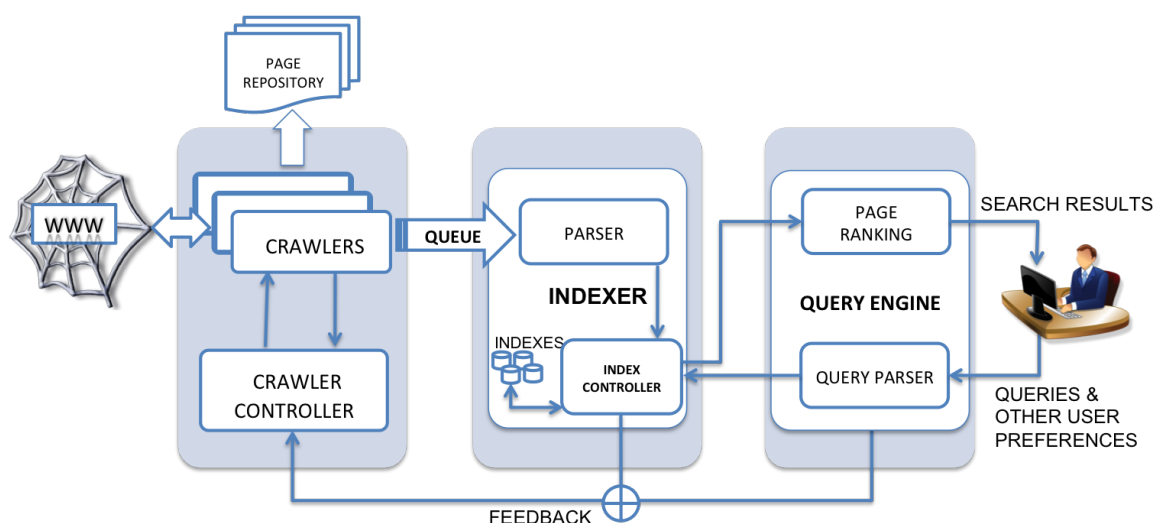 PAGE
REPOSITORY
WWW
CRAWLERS
QUEUE
PARSER
PAGE
RANKING
SEARCH RESULTS
INDEXER
QUERY ENGINE
INDEXES
CRAWLER
CONTROLLER
INDEX
CONTROLLER
QUERY PARSER
QUERIES &
OTHER USER
PREFERENCES
FEEDBACK